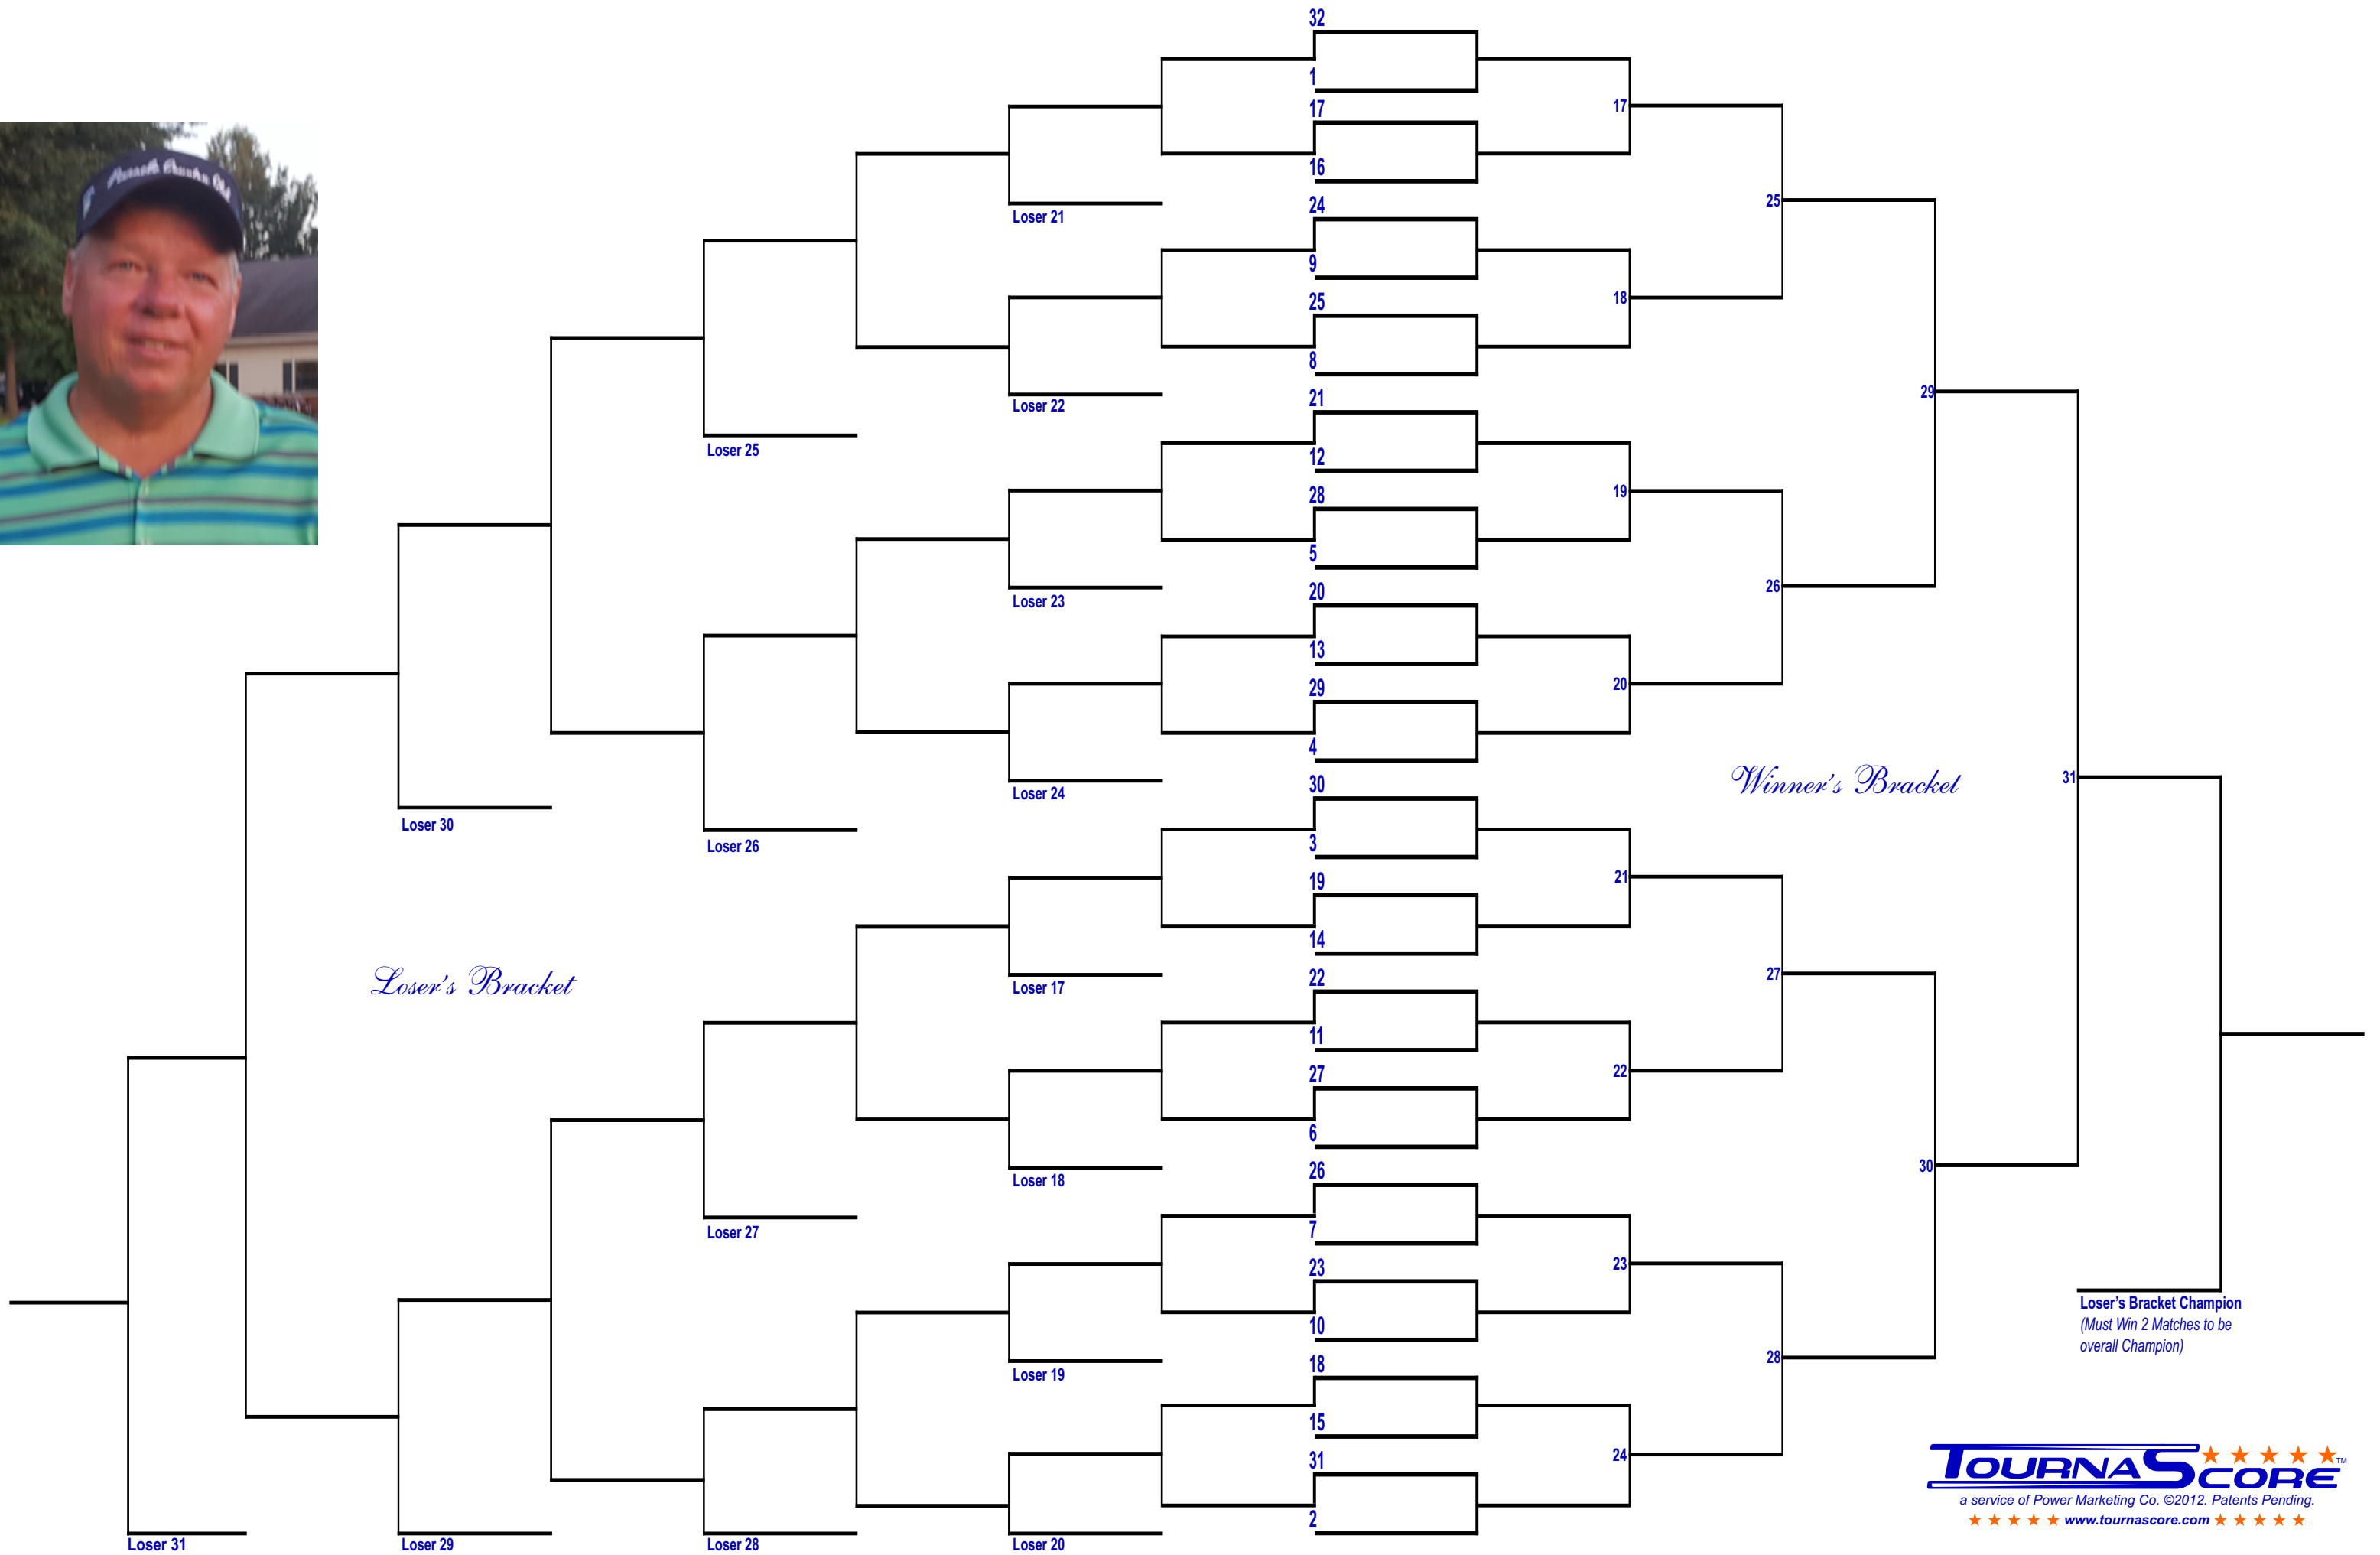 32
1
17
16
24
9
25
8
21
12
28
5
20
13
29
4
30
3
19
14
22
11
27
6
26
7
23
10
18
15
31
2
17
18
19
20
21
22
23
24
25
26
27
28
29
30
31
Loser 21
Loser 22
Loser 23
Loser 24
Loser 17
Loser 18
Loser 19
Loser 20
Loser 25
Loser 26
Loser 27
Loser 28
Loser 30
Loser 29
Loser 31
Loser's Bracket
Winner's Bracket
Loser's Bracket Champion
(Must Win 2 Matches to be
overall Champion)
TOURNASCORE™
a service of Power Marketing Co. ©2012. Patents Pending.
www.tournascore.com